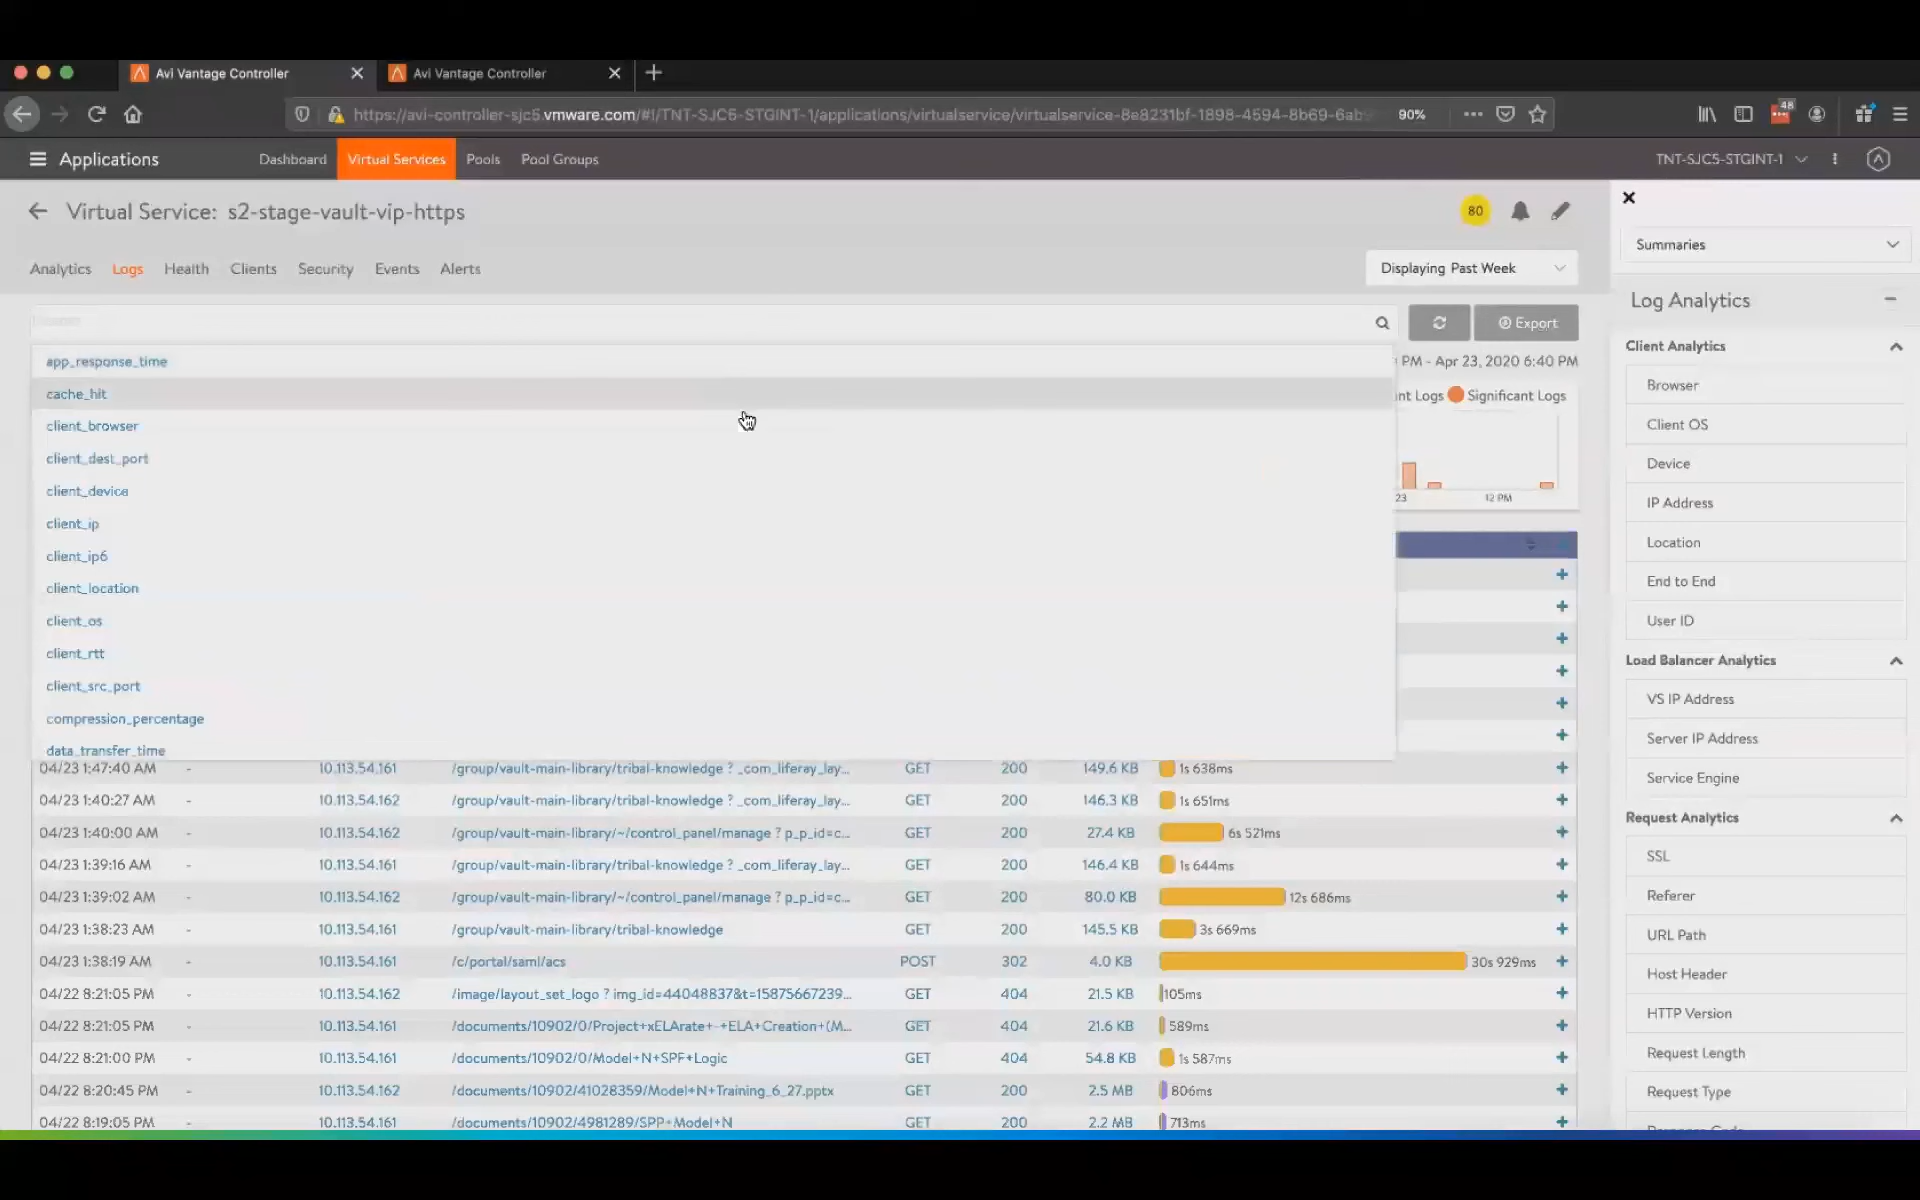 Avi Vantage Controller
Avi Vantage Controller
https://avi-controller-sjc5.vmware.com/#!/TNT-SJC5-STGINT-1/applications/virtualservice/virtualservice-8e8231bf-1898-4594-8b69-6ab
90%
48
Applications
Dashboard
Virtual Services
Pools
Pool Groups
TNT-SJC5-STGINT-1
Virtual Service: s2-stage-vault-vip-https
80
Summaries
Analytics
Logs
Health
Clients
Security
Events
Alerts
Displaying Past Week
Log Analytics
Export
app_response_time
PM - Apr 23, 2020 6:40 PM
cache_hit
nt Logs
Significant Logs
client_browser
client_dest_port
client_device
23
12 PM
client_ip
client_ip6
client_location
client_os
client_rtt
client_src_port
compression_percentage
data_transfer_time
04/23 1:47:40 AM - 10.113.54.161 /group/vault-main-library/tribal-knowledge ? _com_liferay_lay... GET 200 149.6 KB 1s 638ms
04/23 1:40:27 AM - 10.113.54.162 /group/vault-main-library/tribal-knowledge ? _com_liferay_lay... GET 200 146.3 KB 1s 651ms
04/23 1:40:00 AM - 10.113.54.162 /group/vault-main-library/~/control_panel/manage ? p_p_id=c... GET 200 27.4 KB 6s 521ms
04/23 1:39:16 AM - 10.113.54.161 /group/vault-main-library/tribal-knowledge ? _com_liferay_lay... GET 200 146.4 KB 1s 644ms
04/23 1:39:02 AM - 10.113.54.162 /group/vault-main-library/~/control_panel/manage ? p_p_id=c... GET 200 80.0 KB 12s 686ms
04/23 1:38:23 AM - 10.113.54.161 /group/vault-main-library/tribal-knowledge GET 200 145.5 KB 3s 669ms
04/23 1:38:19 AM - 10.113.54.161 /c/portal/saml/acs POST 302 4.0 KB 30s 929ms
04/22 8:21:05 PM - 10.113.54.162 /image/layout_set_logo ? img_id=44048837&t=15875667239... GET 404 21.5 KB 105ms
04/22 8:21:05 PM - 10.113.54.161 /documents/10902/0/Project+xELArate+-+ELA+Creation+(M... GET 404 21.6 KB 589ms
04/22 8:21:00 PM - 10.113.54.161 /documents/10902/0/Model+N+SPF+Logic GET 404 54.8 KB 1s 587ms
04/22 8:20:45 PM - 10.113.54.162 /documents/10902/41028359/Model+N+Training_6_27.pptx GET 200 2.5 MB 806ms
04/22 8:19:05 PM - 10.113.54.161 /documents/10902/4981289/SPP+Model+N GET 200 2.2 MB 713ms
Client Analytics
Browser
Client OS
Device
IP Address
Location
End to End
User ID
Load Balancer Analytics
VS IP Address
Server IP Address
Service Engine
Request Analytics
SSL
Referer
URL Path
Host Header
HTTP Version
Request Length
Request Type